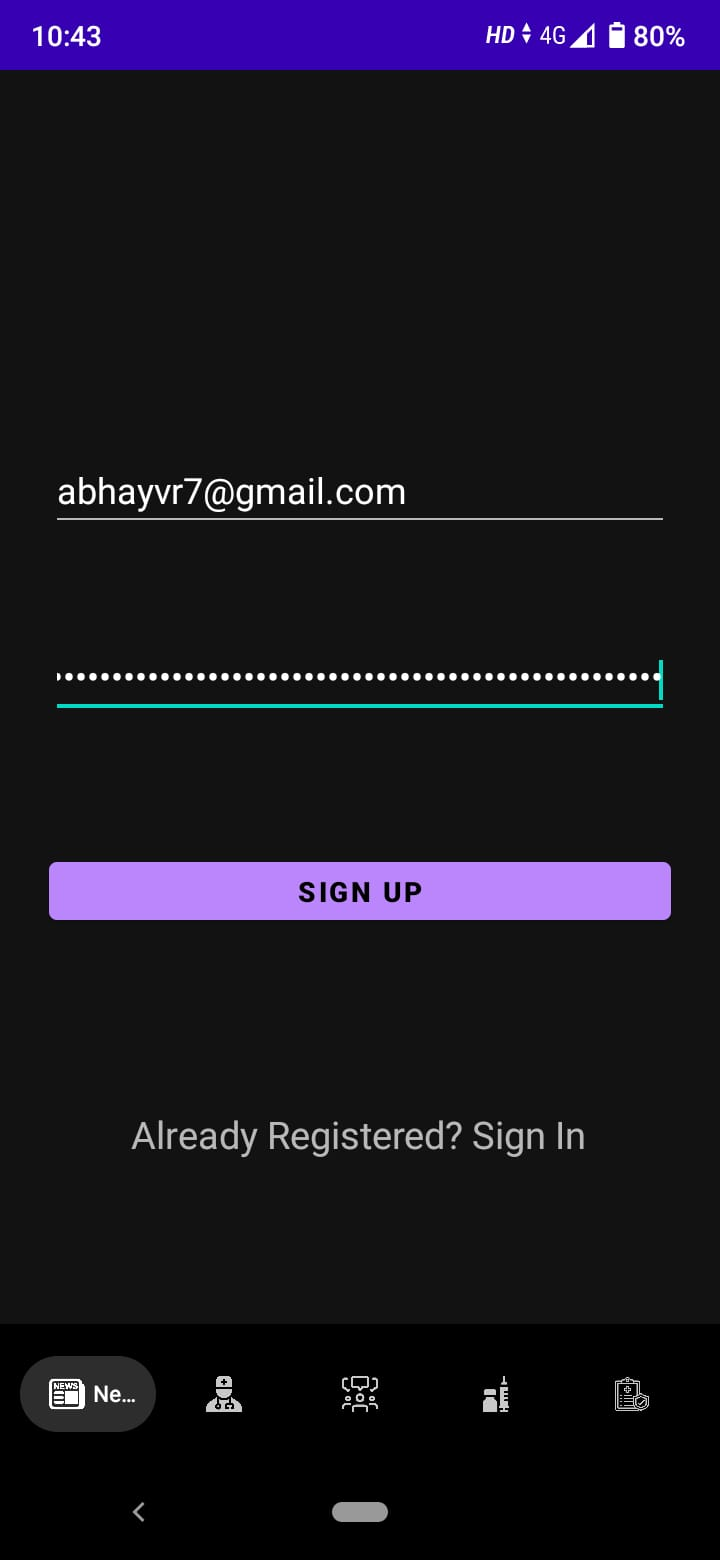 10:43 HD 4G 80%
abhayvr7@gmail.com
••••••••••••••••••••••••••••••••••••••••••••••••••
SIGN UP
Already Registered? Sign In
NEWS Ne...